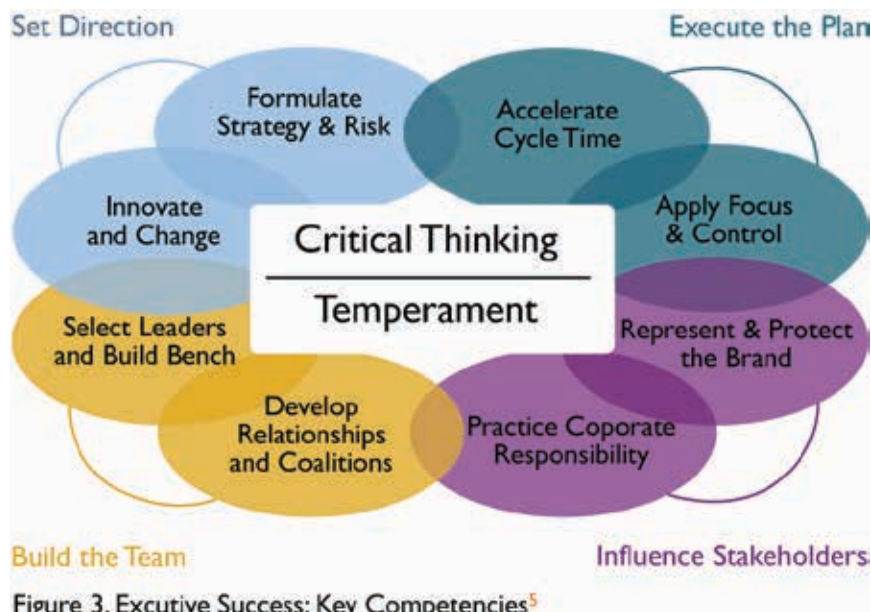 Set Direction
Execute the Plan
Formulate
Strategy & Risk
Accelerate
Cycle Time
Innovate
and Change
Apply Focus
& Control
Critical Thinking
Temperament
Select Leaders
and Build Bench
Represent & Protect
the Brand
Develop
Relationships
and Coalitions
Practice Coporate
Responsibility
Build the Team
Influence Stakeholders
Figure 3. Excutive Success: Key Competencies5